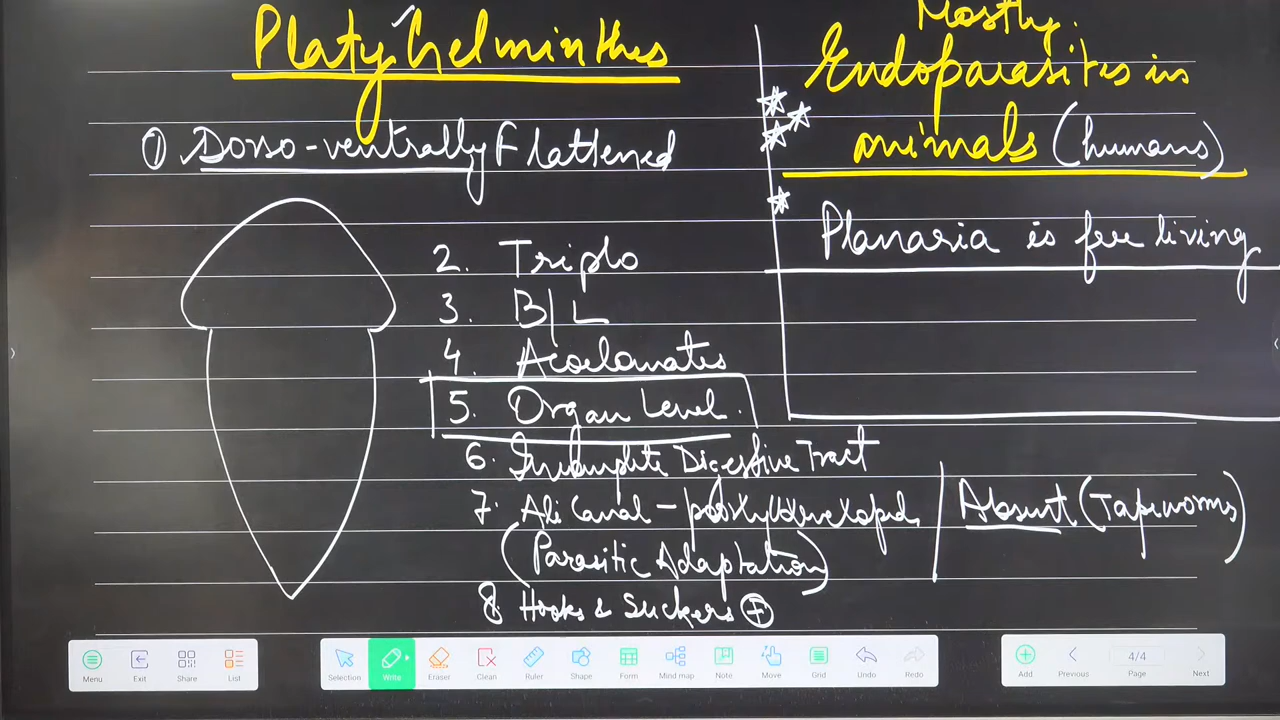 Platyhelminthes
① Dorso-ventrally Flattened
2. Triplo
3. B/L
4. Acoelomates
5. Organ Level.
6. Incomplete Digestive Tract
7. Ali Canal - poorly developed, Absent (Tapeworms)
(Parasitic Adaptation)
8. Hooks & Suckers +
Mostly
Endoparasites in
animals (humans)
Planaria is free living
Menu
Exit
Share
List
Selection
Write
Eraser
Clean
Ruler
Shape
Form
Mind map
Note
Move
Grid
Undo
Redo
Add
Previous
4/4
Page
Next